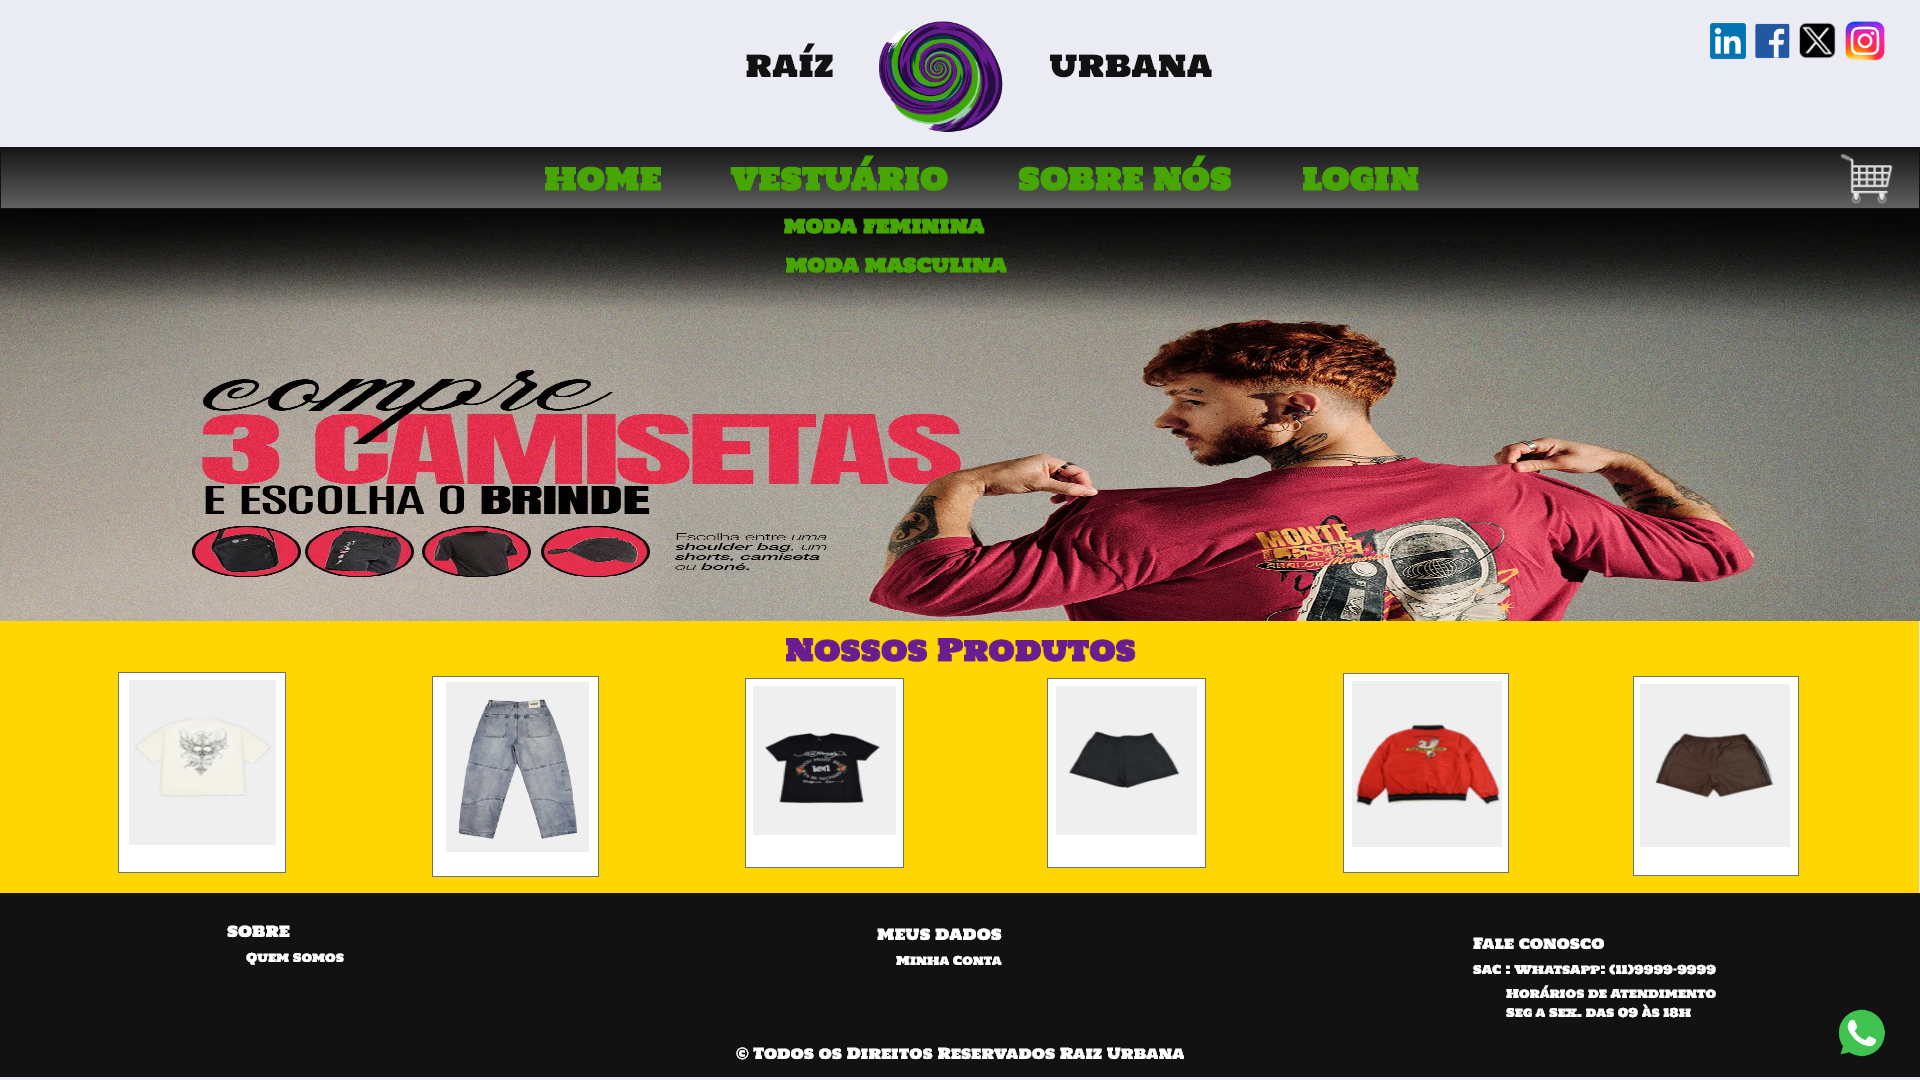 RAÍZ URBANA
HOME VESTUÁRIO SOBRE NÓS LOGIN
MODA FEMININA
MODA MASCULINA
compre
3 CAMISETAS
E ESCOLHA O BRINDE
Escolha entre uma
shoulder bag, um
shorts, camiseta
ou boné.
MONTE
ANALOG
Nossos Produtos
SOBRE
Quem somos
MEUS DADOS
Minha Conta
Fale conosco
SAC : WhatsApp: (11)9999-9999
Horários de Atendimento
Seg a Sex. das 09 às 18h
© Todos os Direitos Reservados Raiz Urbana